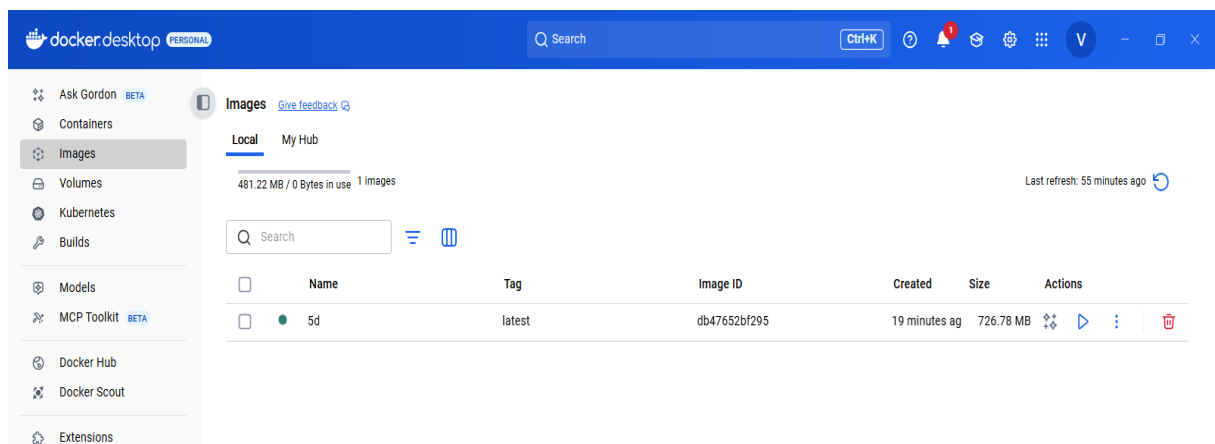 docker.desktop PERSONAL Search Ctrl+K 1 V
Ask Gordon BETA
Containers
Images
Volumes
Kubernetes
Builds
Models
MCP Toolkit BETA
Docker Hub
Docker Scout
Extensions
Images Give feedback
Local My Hub
481.22 MB / 0 Bytes in use 1 images
Last refresh: 55 minutes ago
Search
Name Tag Image ID Created Size Actions
5d latest db47652bf295 19 minutes ag 726.78 MB